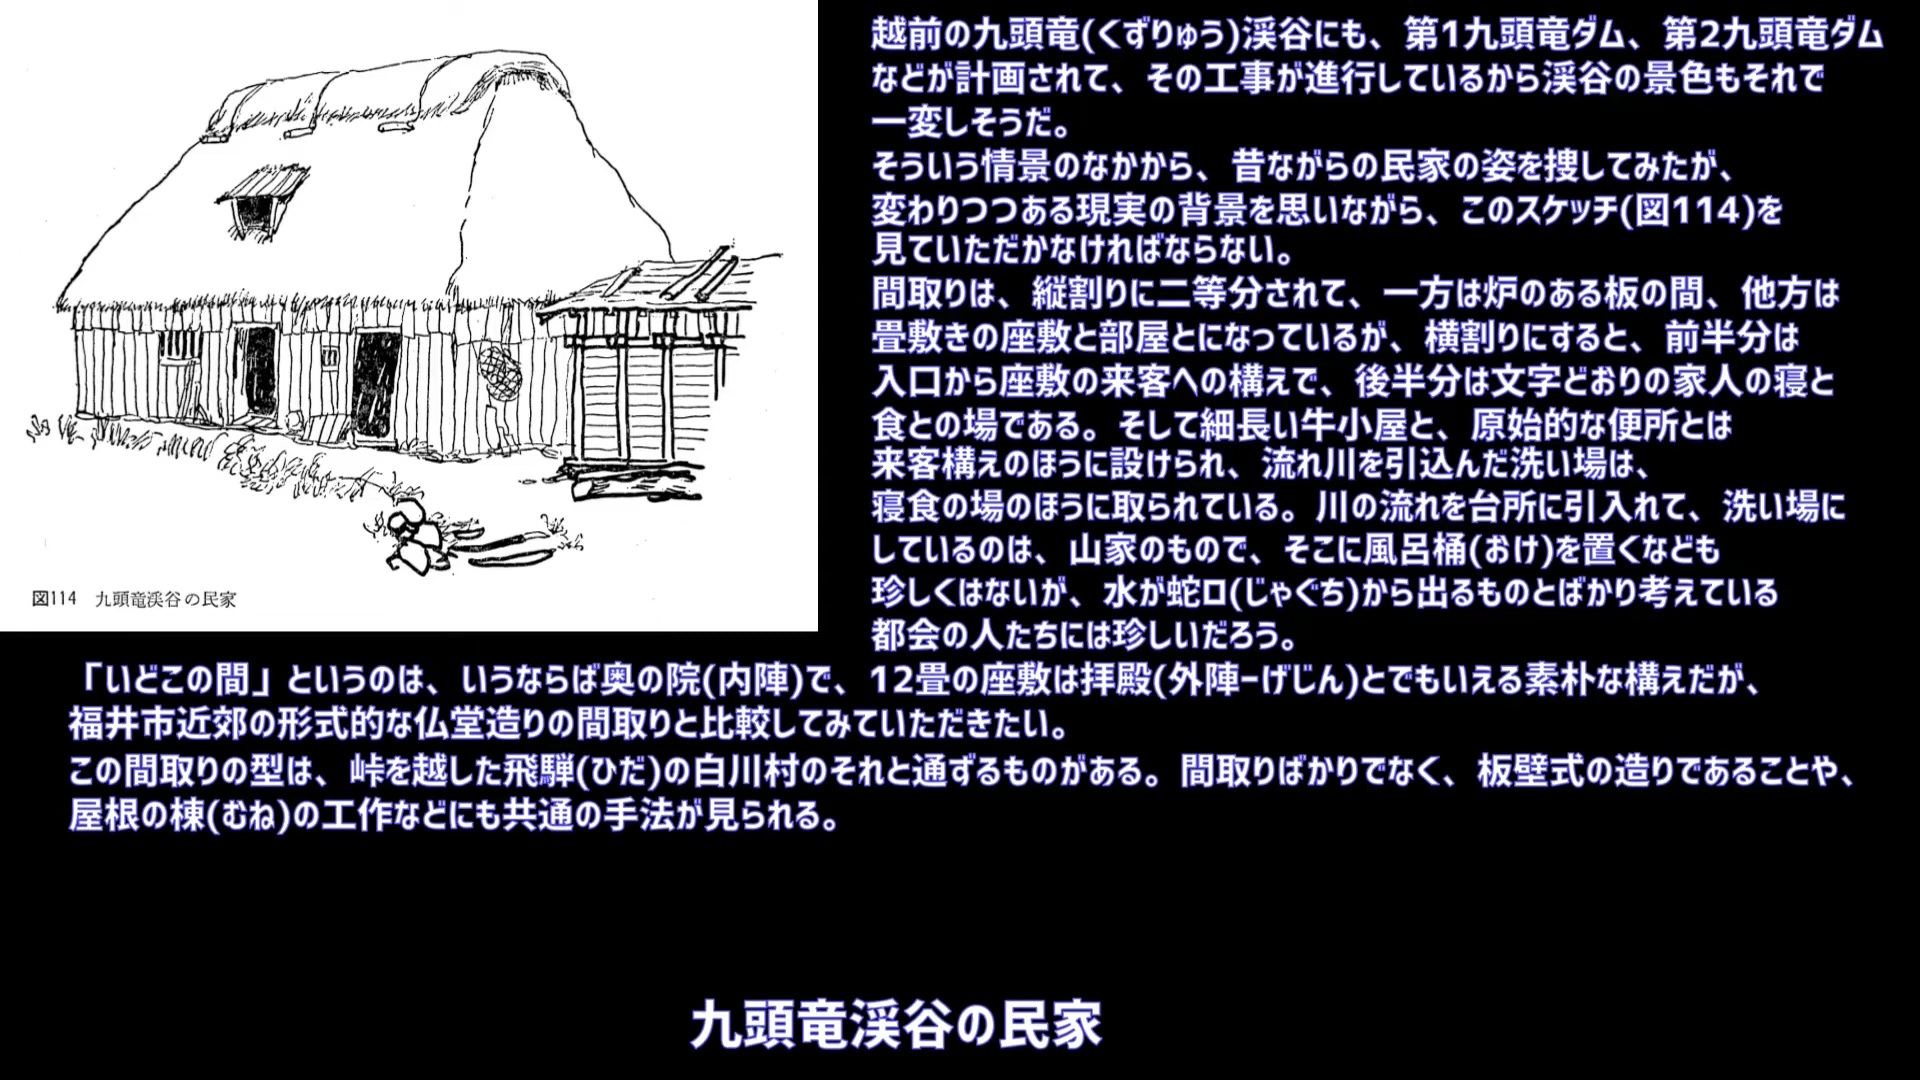 越前の九頭竜(くずりゅう)渓谷にも、第1九頭竜ダム、第2九頭竜ダム
などが計画されて、その工事が進行しているから渓谷の景色もそれで
一変しそうだ。
そういう情景のなかから、昔ながらの民家の姿を捜してみたが、
変わりつつある現実の背景を思いながら、このスケッチ(図114)を
見ていただかなければならない。
間取りは、縦割りに二等分されて、一方は炉のある板の間、他方は
畳敷きの座敷と部屋とになっているが、横割りにすると、前半分は
入口から座敷の来客への構えで、後半分は文字どおりの家人の寝と
食との場である。そして細長い牛小屋と、原始的な便所とは
来客構えのほうに設けられ、流れ川を引込んだ洗い場は、
寝食の場のほうに取られている。川の流れを台所に引入れて、洗い場に
しているのは、山家のもので、そこに風呂桶(おけ)を置くなども
珍しくはないが、水が蛇ロ(じゃぐち)から出るものとばかり考えている
都会の人たちには珍しいだろう。
「いどこの間」というのは、いうならば奥の院(内陣)で、12畳の座敷は拝殿(外陣−げじん)とでもいえる素朴な構えだが、
福井市近郊の形式的な仏堂造りの間取りと比較してみていただきたい。
この間取りの型は、峠を越した飛騨(ひだ)の白川村のそれと通ずるものがある。間取りばかりでなく、板壁式の造りであることや、
屋根の棟(むね)の工作などにも共通の手法が見られる。
図114 九頭竜渓谷の民家
九頭竜渓谷の民家